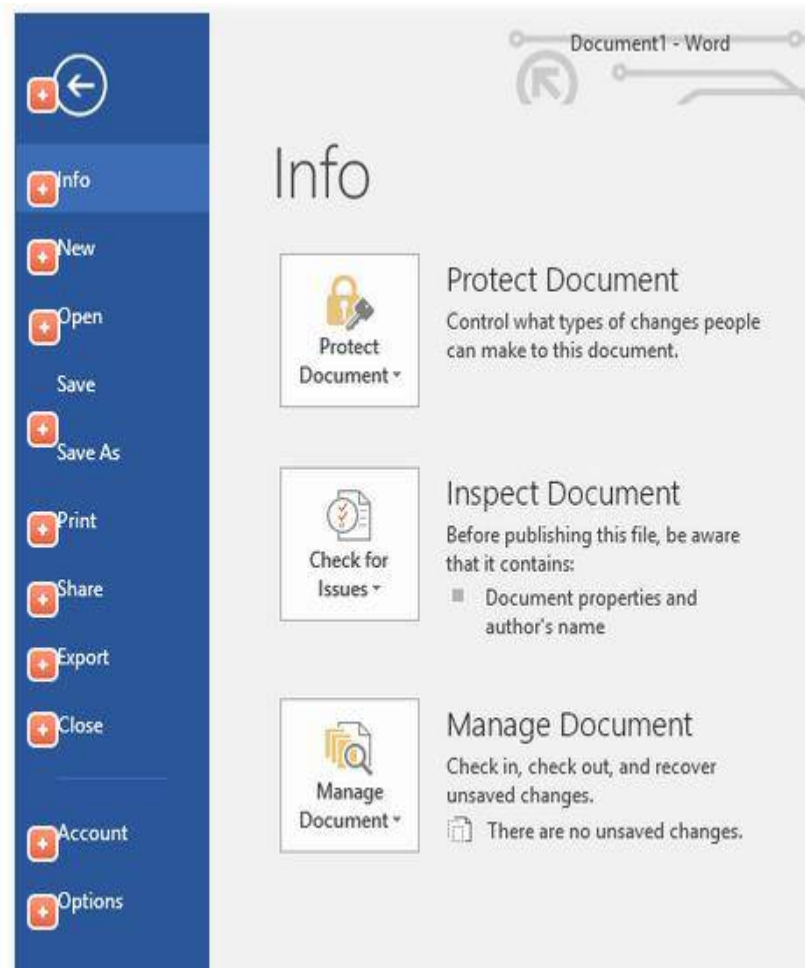 Document1 - Word
Info
New
Open
Save
Save As
Print
Share
Export
Close
Account
Options
Info
Protect
Document
Protect Document
Control what types of changes people
can make to this document.
Check for
Issues
Inspect Document
Before publishing this file, be aware
that it contains:
Document properties and
author's name
Manage
Document
Manage Document
Check in, check out, and recover
unsaved changes.
There are no unsaved changes.